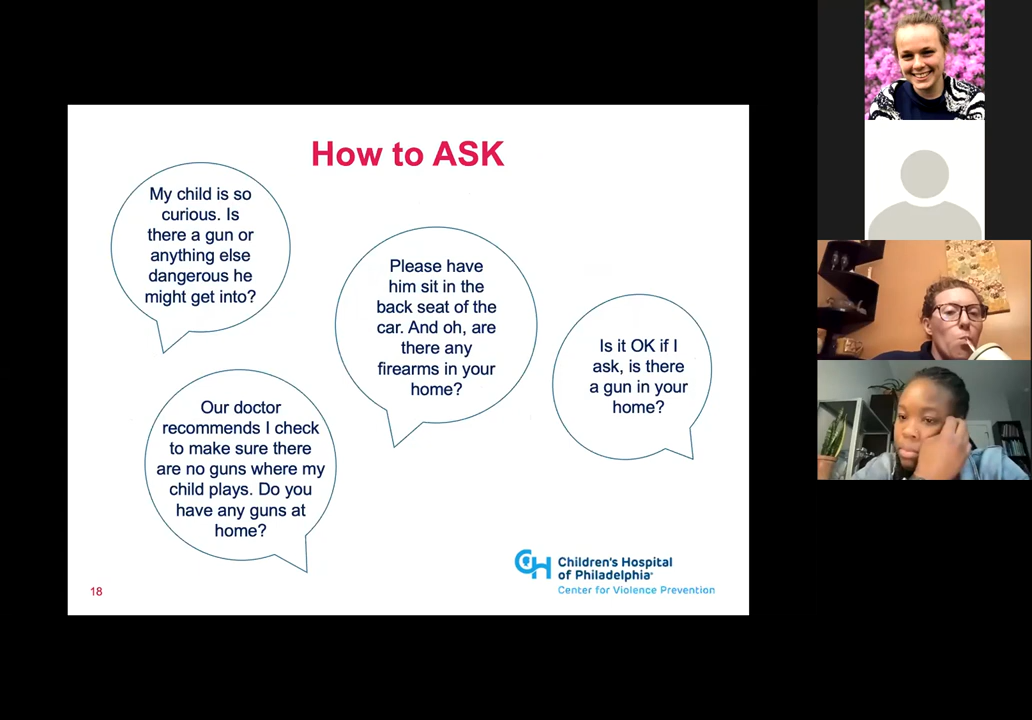 How to ASK
My child is so
curious. Is
there a gun or
anything else
dangerous he
might get into?
Please have
him sit in the
back seat of the
car. And oh, are
there any
firearms in your
home?
Is it OK if I
ask, is there
a gun in your
home?
Our doctor
recommends I check
to make sure there
are no guns where my
child plays. Do you
have any guns at
home?
CH
Children's Hospital
of Philadelphia
Center for Violence Prevention
18